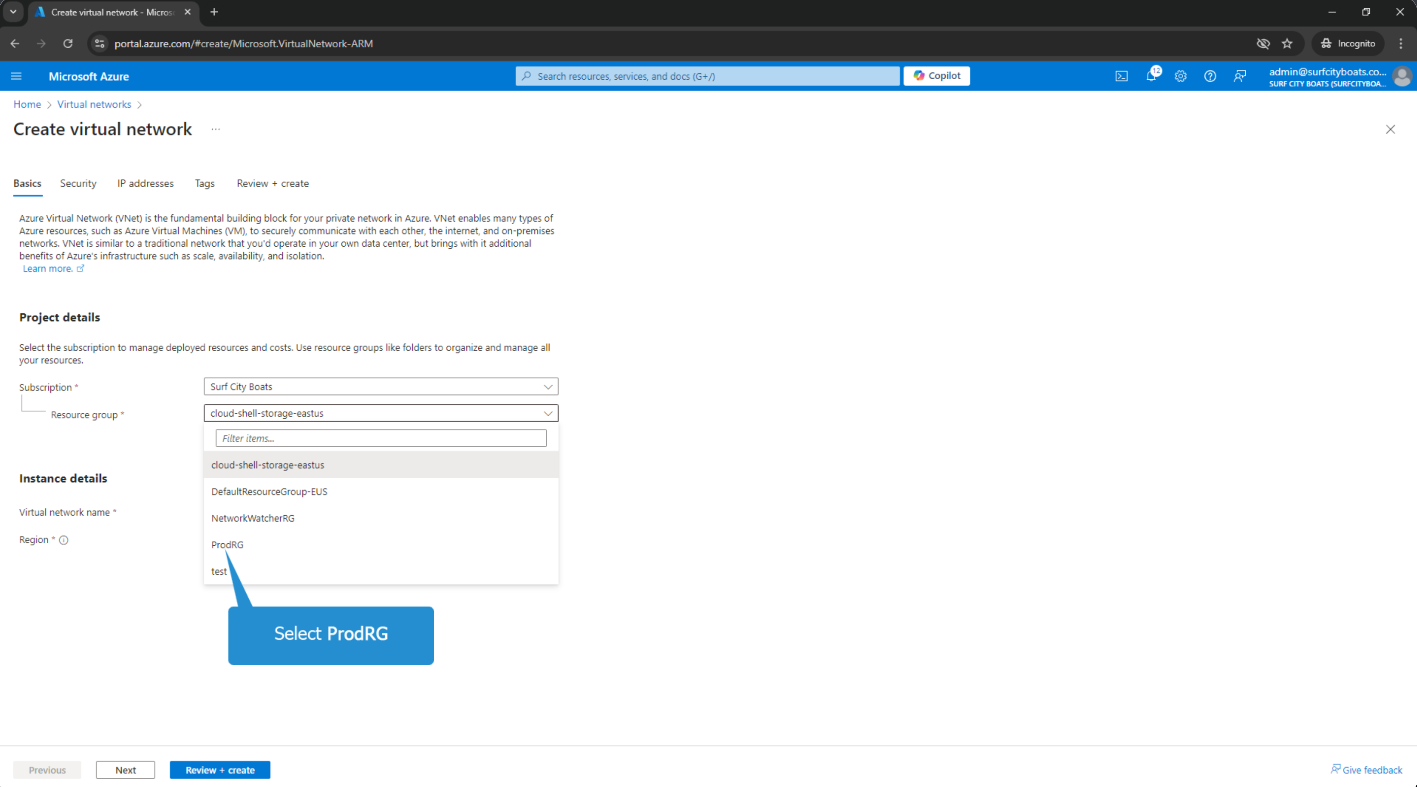 Create virtual network - Micros
portal.azure.com/#create/Microsoft.VirtualNetwork-ARM
Incognito
Microsoft Azure
Search resources, services, and docs (G+/)
Copilot
12
admin@surfcityboats.co...
SURF CITY BOATS (SURFCITYBOA...
Home > Virtual networks >
Create virtual network ...
Basics Security IP addresses Tags Review + create
Azure Virtual Network (VNet) is the fundamental building block for your private network in Azure. VNet enables many types of
Azure resources, such as Azure Virtual Machines (VM), to securely communicate with each other, the internet, and on-premises
networks. VNet is similar to a traditional network that you'd operate in your own data center, but brings with it additional
benefits of Azure's infrastructure such as scale, availability, and isolation.
Learn more.
Project details
Select the subscription to manage deployed resources and costs. Use resource groups like folders to organize and manage all
your resources.
Subscription *
Surf City Boats
Resource group *
cloud-shell-storage-eastus
Filter items...
cloud-shell-storage-eastus
DefaultResourceGroup-EUS
NetworkWatcherRG
ProdRG
test
Instance details
Virtual network name *
Region *
Select ProdRG
Previous
Next
Review + create
Give feedback